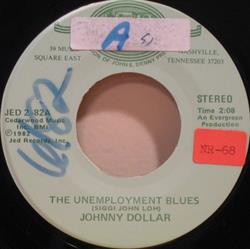 39 MUSIC
SQUARE EAST
NASHVILLE,
TENNESSEE 37203
A
JED 2-82A
Cedarwood Music
Inc. BMI
℗ 1982
Jed Records, Inc.
STEREO
Time 2:08
An Evergreen
Production
NR-68
THE UNEMPLOYMENT BLUES
(SIGGI JOHN LOH)
JOHNNY DOLLAR